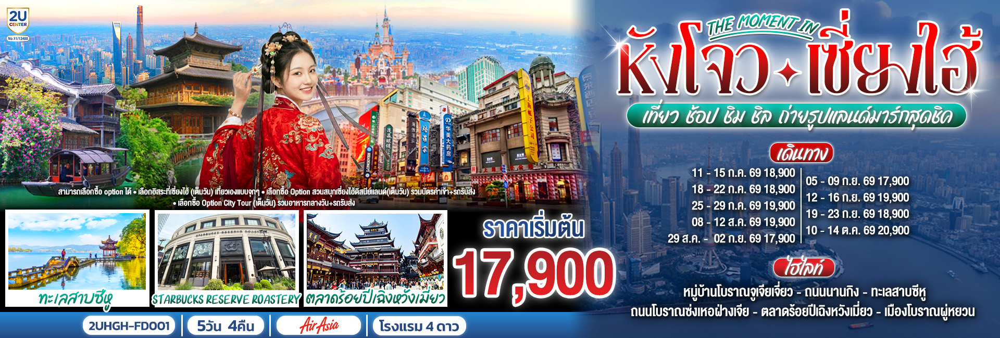 2U
CENTER
No.11/13488
THE MOMENT IN
หังโจว เซี่ยงไฮ้
เที่ยว ช้อป ชิม ชิล ถ่ายรูปแลนด์มาร์กสุดชิค
เดินทาง
11 - 15 ก.ค. 69 18,900
18 - 22 ก.ค. 69 18,900
25 - 29 ก.ค. 69 19,900
08 - 12 ส.ค. 69 19,900
29 ส.ค. - 02 ก.ย. 69 17,900
05 - 09 ก.ย. 69 17,900
12 - 16 ก.ย. 69 19,900
19 - 23 ก.ย. 69 18,900
10 - 14 ต.ค. 69 20,900
ไฮไลท์
หมู่บ้านโบราณจูเจียเจี่ยว - ถนนนานกิง - ทะเลสาบซีหู
ถนนโบราณซ่งเหอฝ่างเจีย - ตลาดร้อยปีเฉิงหวังเมี่ยว - เมืองโบราณผู่หยวน
สามารถเลือกซื้อ option ได้ • เลือกอิสระที่เซี่ยงไฮ้ (เต็มวัน) เที่ยวเองแบบจุกๆ • เลือกซื้อ Option สวนสนุกเซี่ยงไฮ้ดิสนีย์แลนด์(เต็มวัน) รวมบัตรค่าเข้า+รถรับส่ง
• เลือกซื้อ Option City Tour (เต็มวัน) รวมอาหารกลางวัน+รถรับส่ง
STARBUCKS RESERVE ROASTERY
ทะเลสาบซีหู
STARBUCKS RESERVE ROASTERY
ตลาดร้อยปีเฉิงหวังเมี่ยว
ราคาเริ่มต้น
17,900
2UHGH-FD001
5วัน 4คืน
AirAsia
โรงแรม 4 ดาว